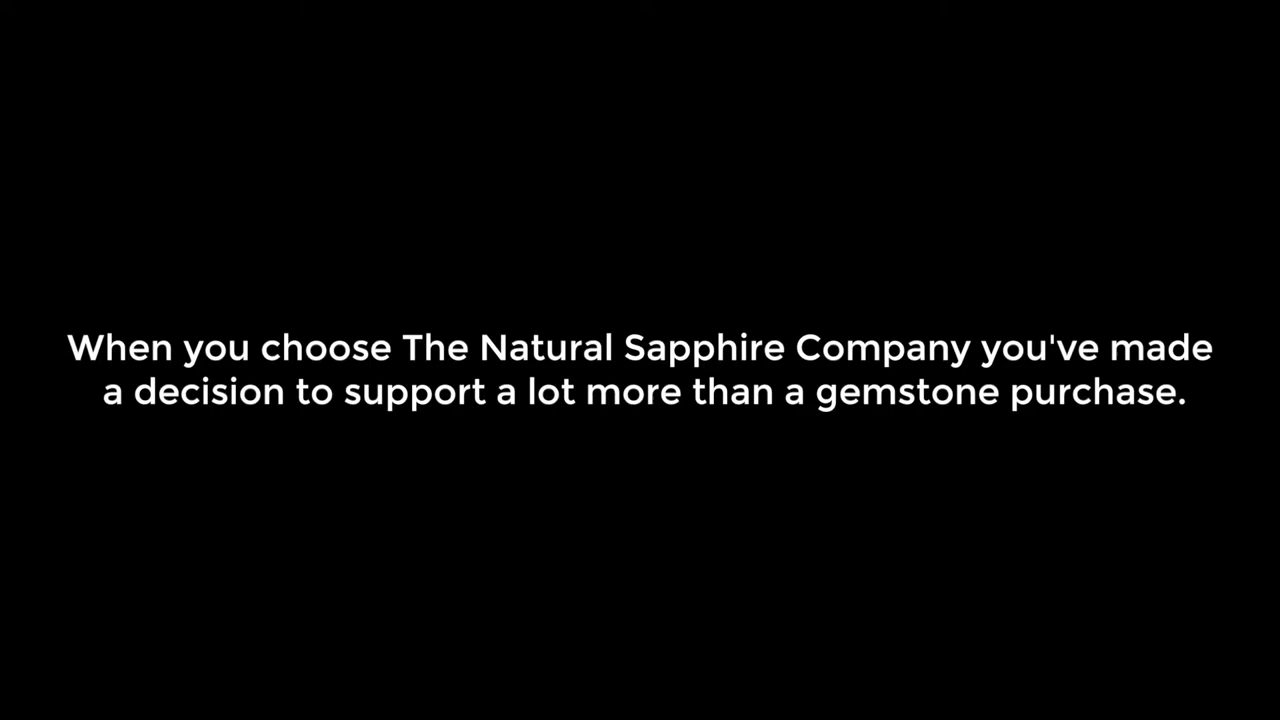 When you choose The Natural Sapphire Company you've made
a decision to support a lot more than a gemstone purchase.